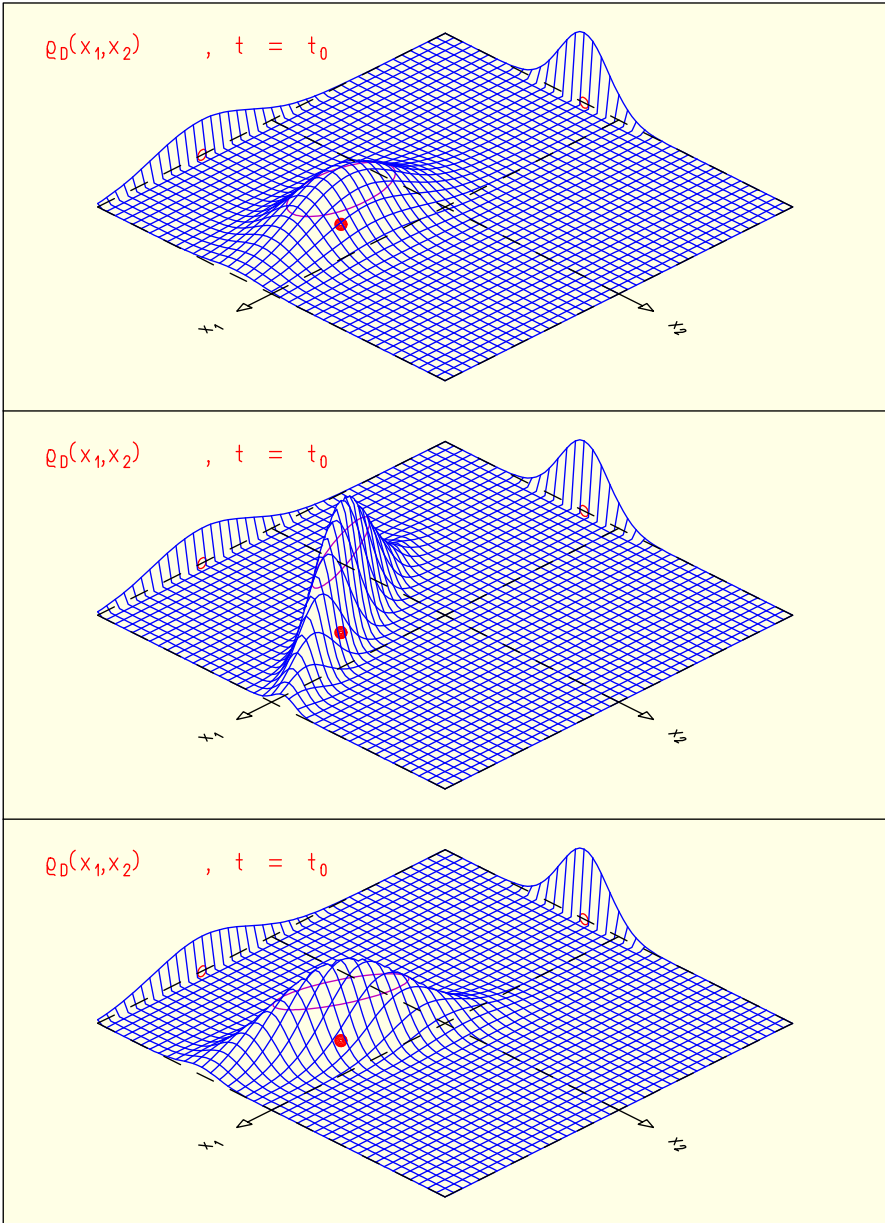 ϱD(x1,x2) , t = t0
x1
x2
ϱD(x1,x2) , t = t0
x1
x2
ϱD(x1,x2) , t = t0
x1
x2